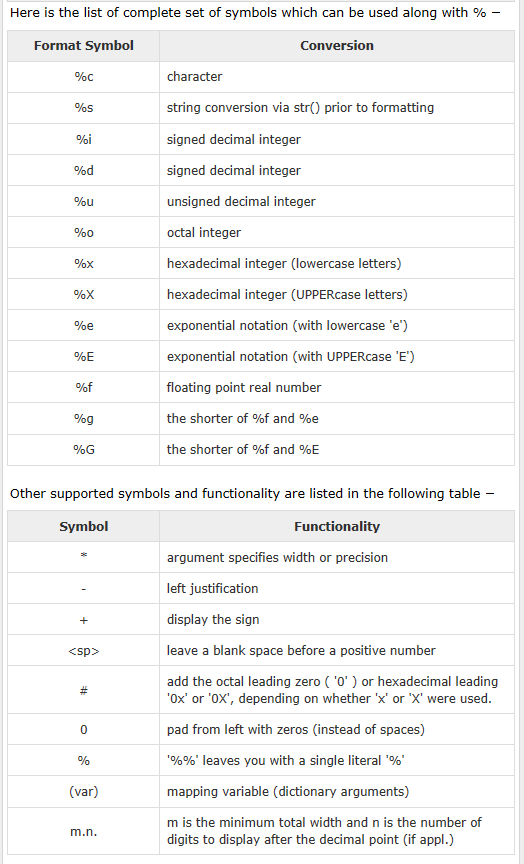 Here is the list of complete set of symbols which can be used along with % −
Format Symbol Conversion
%c character
%s string conversion via str() prior to formatting
%i signed decimal integer
%d signed decimal integer
%u unsigned decimal integer
%o octal integer
%x hexadecimal integer (lowercase letters)
%X hexadecimal integer (UPPERcase letters)
%e exponential notation (with lowercase 'e')
%E exponential notation (with UPPERcase 'E')
%f floating point real number
%g the shorter of %f and %e
%G the shorter of %f and %E
Other supported symbols and functionality are listed in the following table −
Symbol Functionality
* argument specifies width or precision
- left justification
+ display the sign
<sp> leave a blank space before a positive number
# add the octal leading zero ( '0' ) or hexadecimal leading
'0x' or '0X', depending on whether 'x' or 'X' were used.
0 pad from left with zeros (instead of spaces)
% '%%' leaves you with a single literal '%'
(var) mapping variable (dictionary arguments)
m.n. m is the minimum total width and n is the number of
digits to display after the decimal point (if appl.)